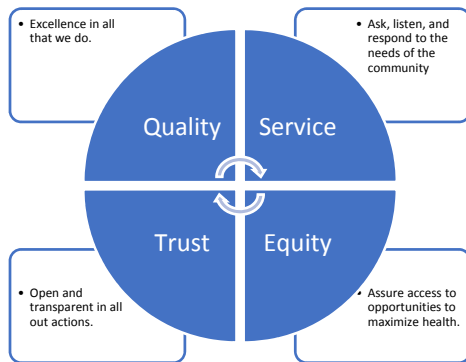 • Excellence in all
that we do.
• Ask, listen, and
respond to the
needs of the
community
Quality
Service
Trust
Equity
• Open and
transparent in all
out actions.
• Assure access to
opportunities to
maximize health.